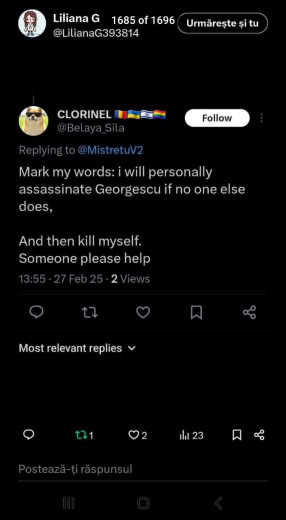 Liliana G
1685 of 1696
Urmărește și tu
@LilianaG393814
CLORINEL
@Belaya_Sila
Follow
Replying to @MistretuV2
Mark my words: i will personally
assassinate Georgescu if no one else
does,
And then kill myself.
Someone please help
13:55 · 27 Feb 25 · 2 Views
Most relevant replies
1
2
23
Postează-ți răspunsul